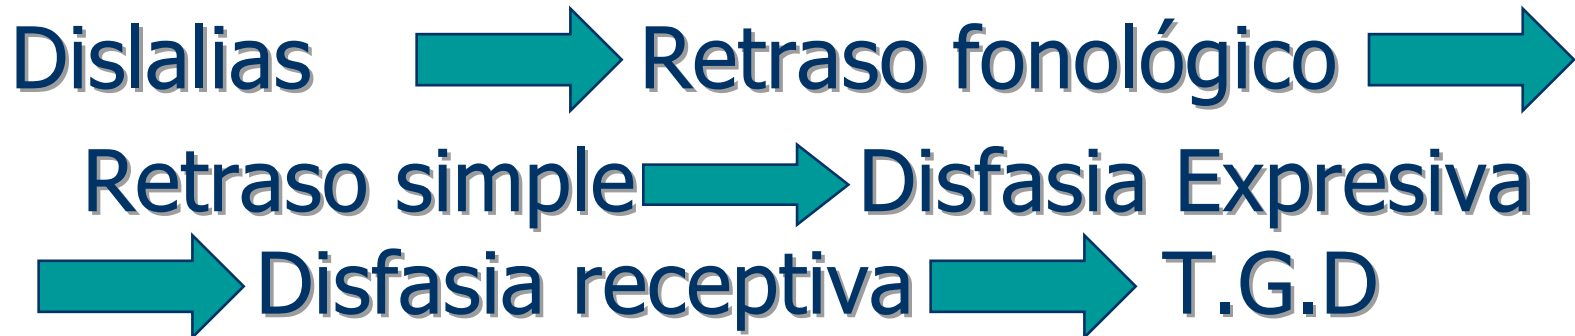 Dislalias Retraso fonológico
Retraso simple Disfasia Expresiva
Disfasia receptiva T.G.D